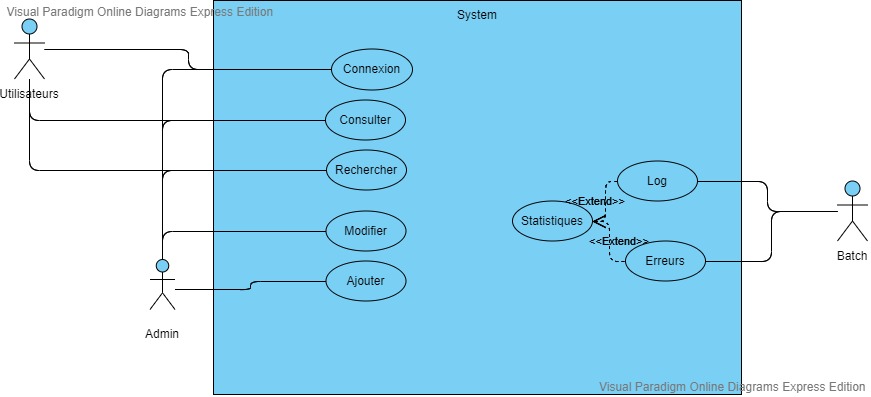 Visual Paradigm Online Diagrams Express Edition
System
Utilisateurs
Connexion
Consulter
Rechercher
Modifier
Ajouter
Admin
Log
<<Extend>>
Statistiques
<<Extend>>
Erreurs
Batch
Visual Paradigm Online Diagrams Express Edition